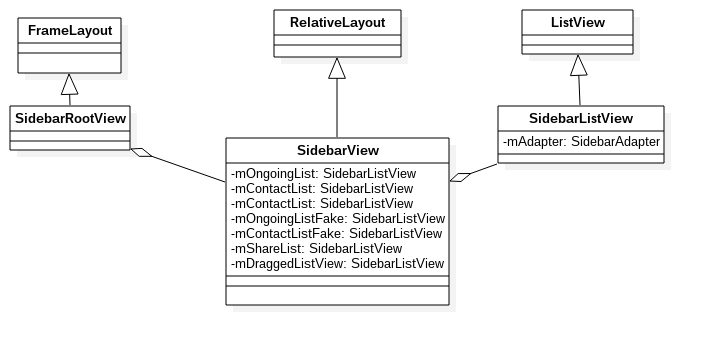 FrameLayout
RelativeLayout
ListView
SidebarRootView
SidebarView
-mOngoingList: SidebarListView
-mContactList: SidebarListView
-mContactList: SidebarListView
-mOngoingListFake: SidebarListView
-mContactListFake: SidebarListView
-mShareList: SidebarListView
-mDraggedListView: SidebarListView
SidebarListView
-mAdapter: SidebarAdapter